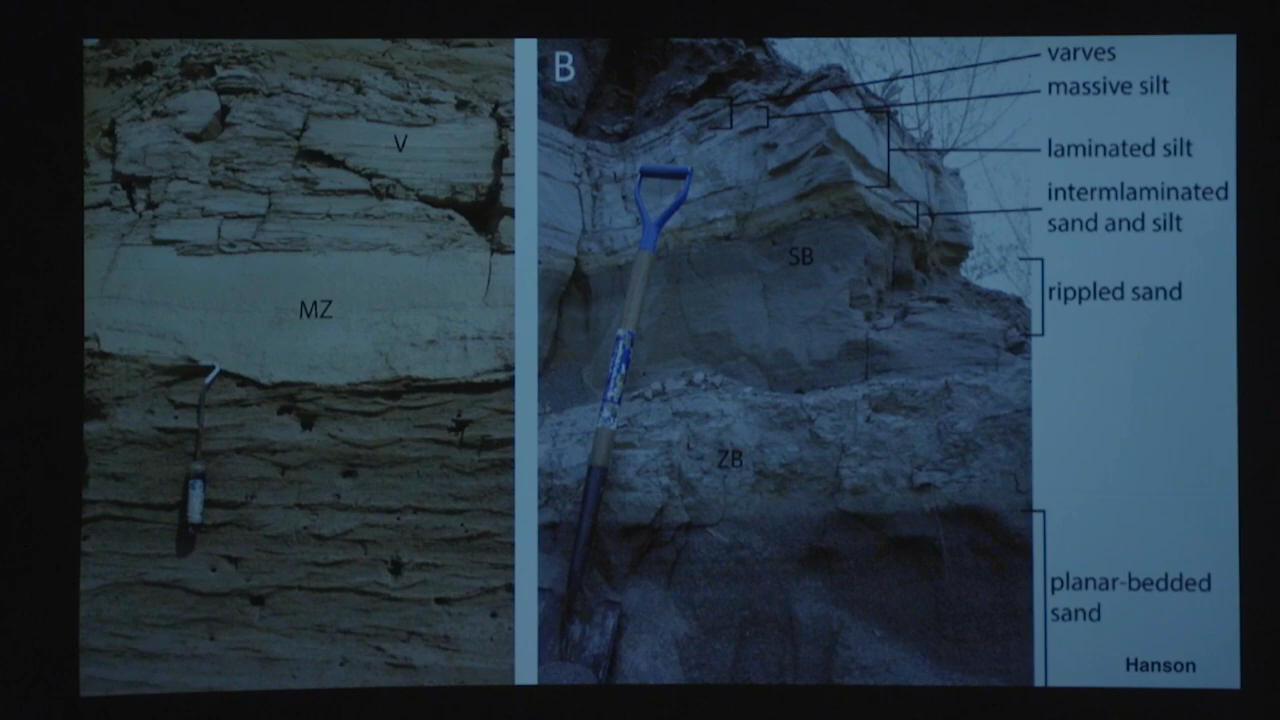 V
MZ
B
SB
ZB
varves
massive silt
laminated silt
intermlaminated
sand and silt
rippled sand
planar-bedded
sand
Hanson